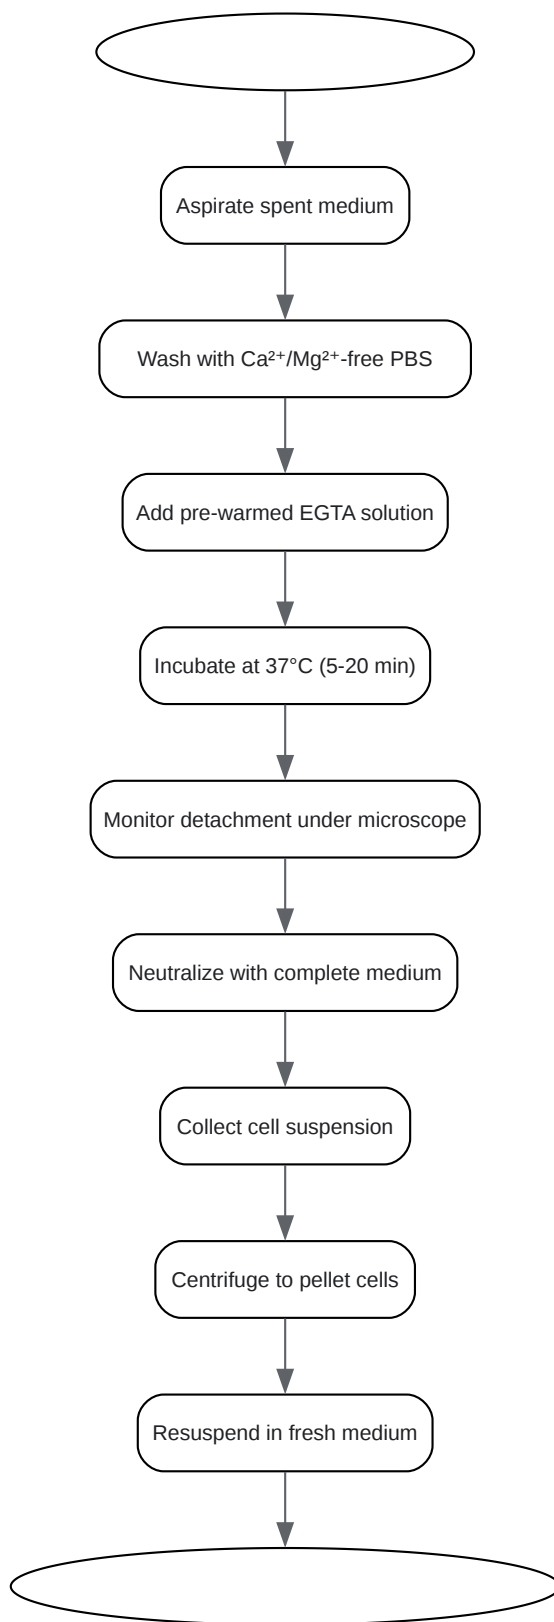 Aspirate spent medium
Wash with Ca²⁺/Mg²⁺-free PBS
Add pre-warmed EGTA solution
Incubate at 37°C (5-20 min)
Monitor detachment under microscope
Neutralize with complete medium
Collect cell suspension
Centrifuge to pellet cells
Resuspend in fresh medium